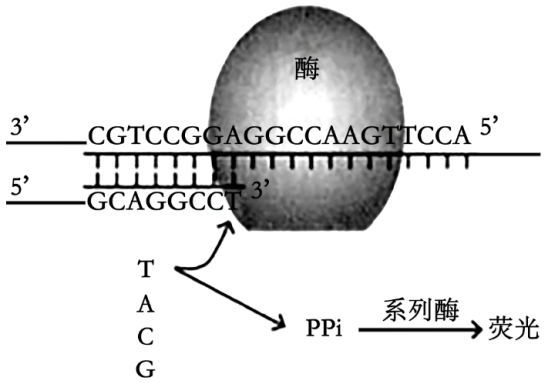 酶
3’ CGTCCGGAGGCCAAGTTCCA 5’
5’ GCAGGCCT 3’
T
A
C
G
PPi 系列酶 荧光